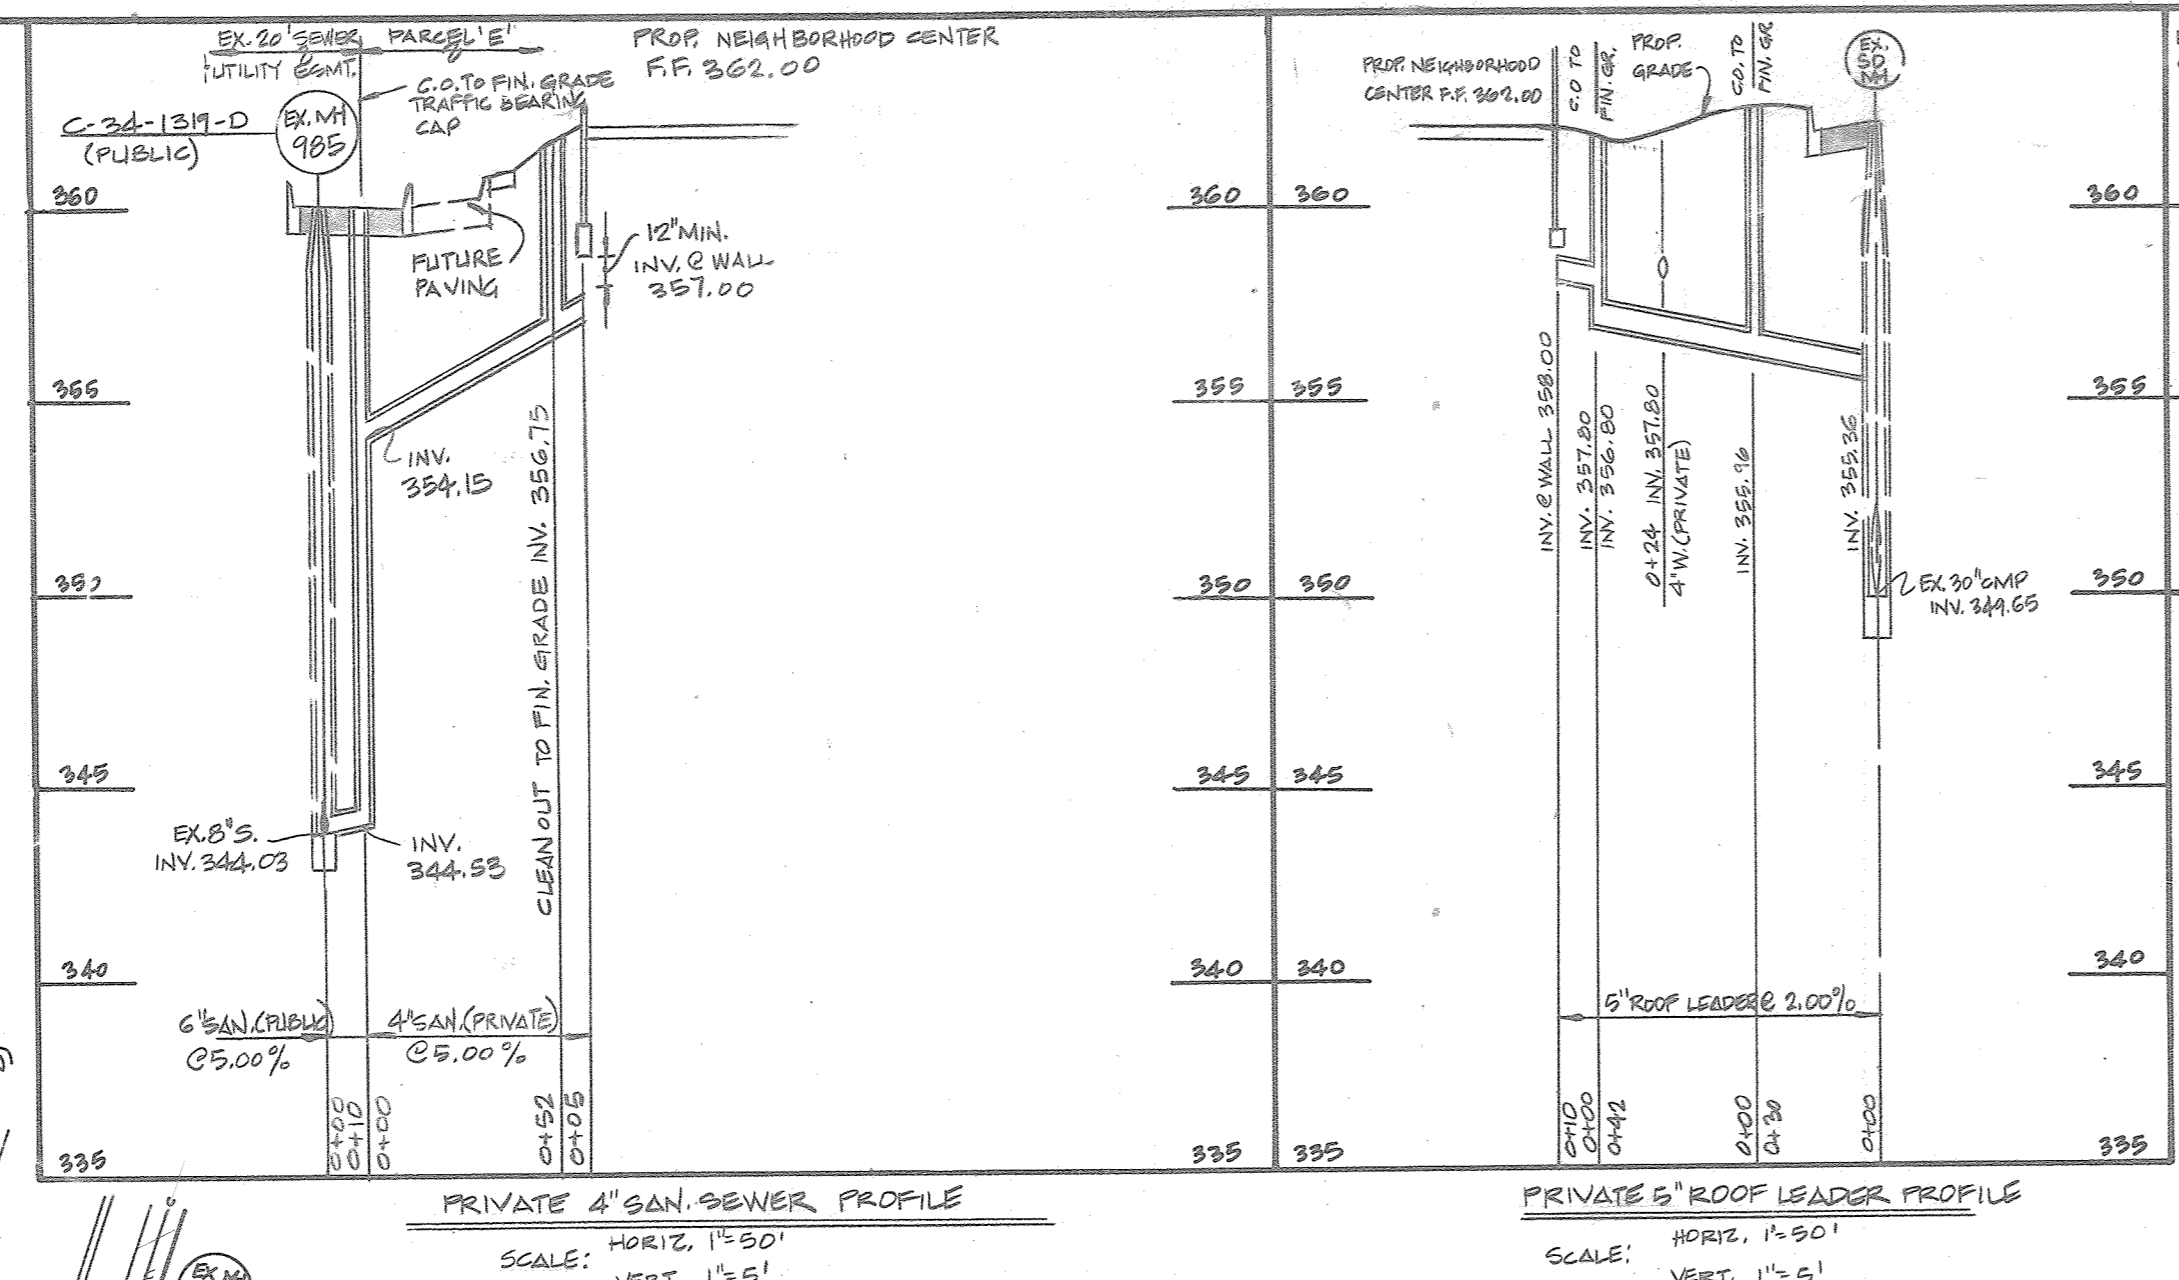 EX. 20' SEWER
UTILITY ESMT.
PARCEL 'E'
PROP. NEIGHBORHOOD CENTER
F.F. 362.00
C.O. TO FIN. GRADE
TRAFFIC BEARING
CAP
C-34-1319-D
(PUBLIC)
EX. MH
985
360
355
345
340
335
FUTURE
PAVING
12" MIN.
INV. @ WALL
357.00
INV.
354.15
CLEANOUT TO FIN. GRADE INV. 356.75
EX. 8" S.
INV. 344.03
INV.
344.53
6" SAN. (PUBLIC)
@ 5.00 %
4" SAN. (PRIVATE)
@ 5.00 %
0+00
0+10
0+00
0+52
0+05
PRIVATE 4" SAN. SEWER PROFILE
SCALE:
HORIZ. 1"=50'
VERT. 1"=5'
360
355
350
345
340
335
360
355
350
345
340
335
PROP. NEIGHBORHOOD
CENTER F.F. 362.00
C.O TO
FIN. GR.
PROP.
GRADE
C.O. TO
FIN. GR
EX.
SD
MH
INV. @ WALL 358.00
INV. 357.80
INV. 356.80
0+24 INV. 357.80
4" W. (PRIVATE)
INV. 355.96
INV. 355.36
EX. 30" CMP
INV. 349.65
5" ROOF LEADER @ 2.00%
0+10
0+00
0+42
0+00
0+30
0+00
360
355
350
345
340
335
PRIVATE 5" ROOF LEADER PROFILE
SCALE:
HORIZ. 1"=50'
VERT. 1"=5'
EX. MH